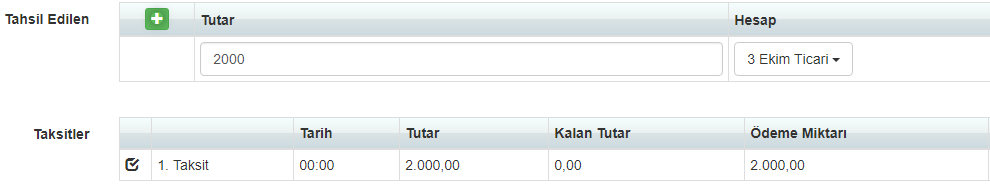 Tahsil Edilen Tutar Hesap
2000 3 Ekim Ticari
Taksitler Tarih Tutar Kalan Tutar Ödeme Miktarı
1. Taksit 00:00 2.000,00 0,00 2.000,00